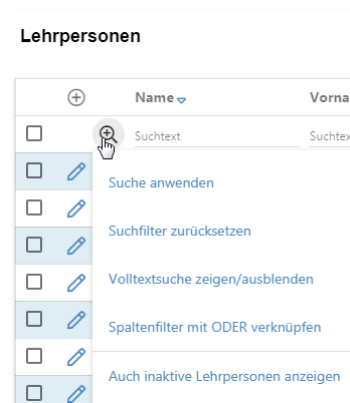 Lehrpersonen
Name Vorna
Suchtext Suchtex
Suche anwenden
Suchfilter zurücksetzen
Volltextsuche zeigen/ausblenden
Spaltenfilter mit ODER verknüpfen
Auch inaktive Lehrpersonen anzeigen